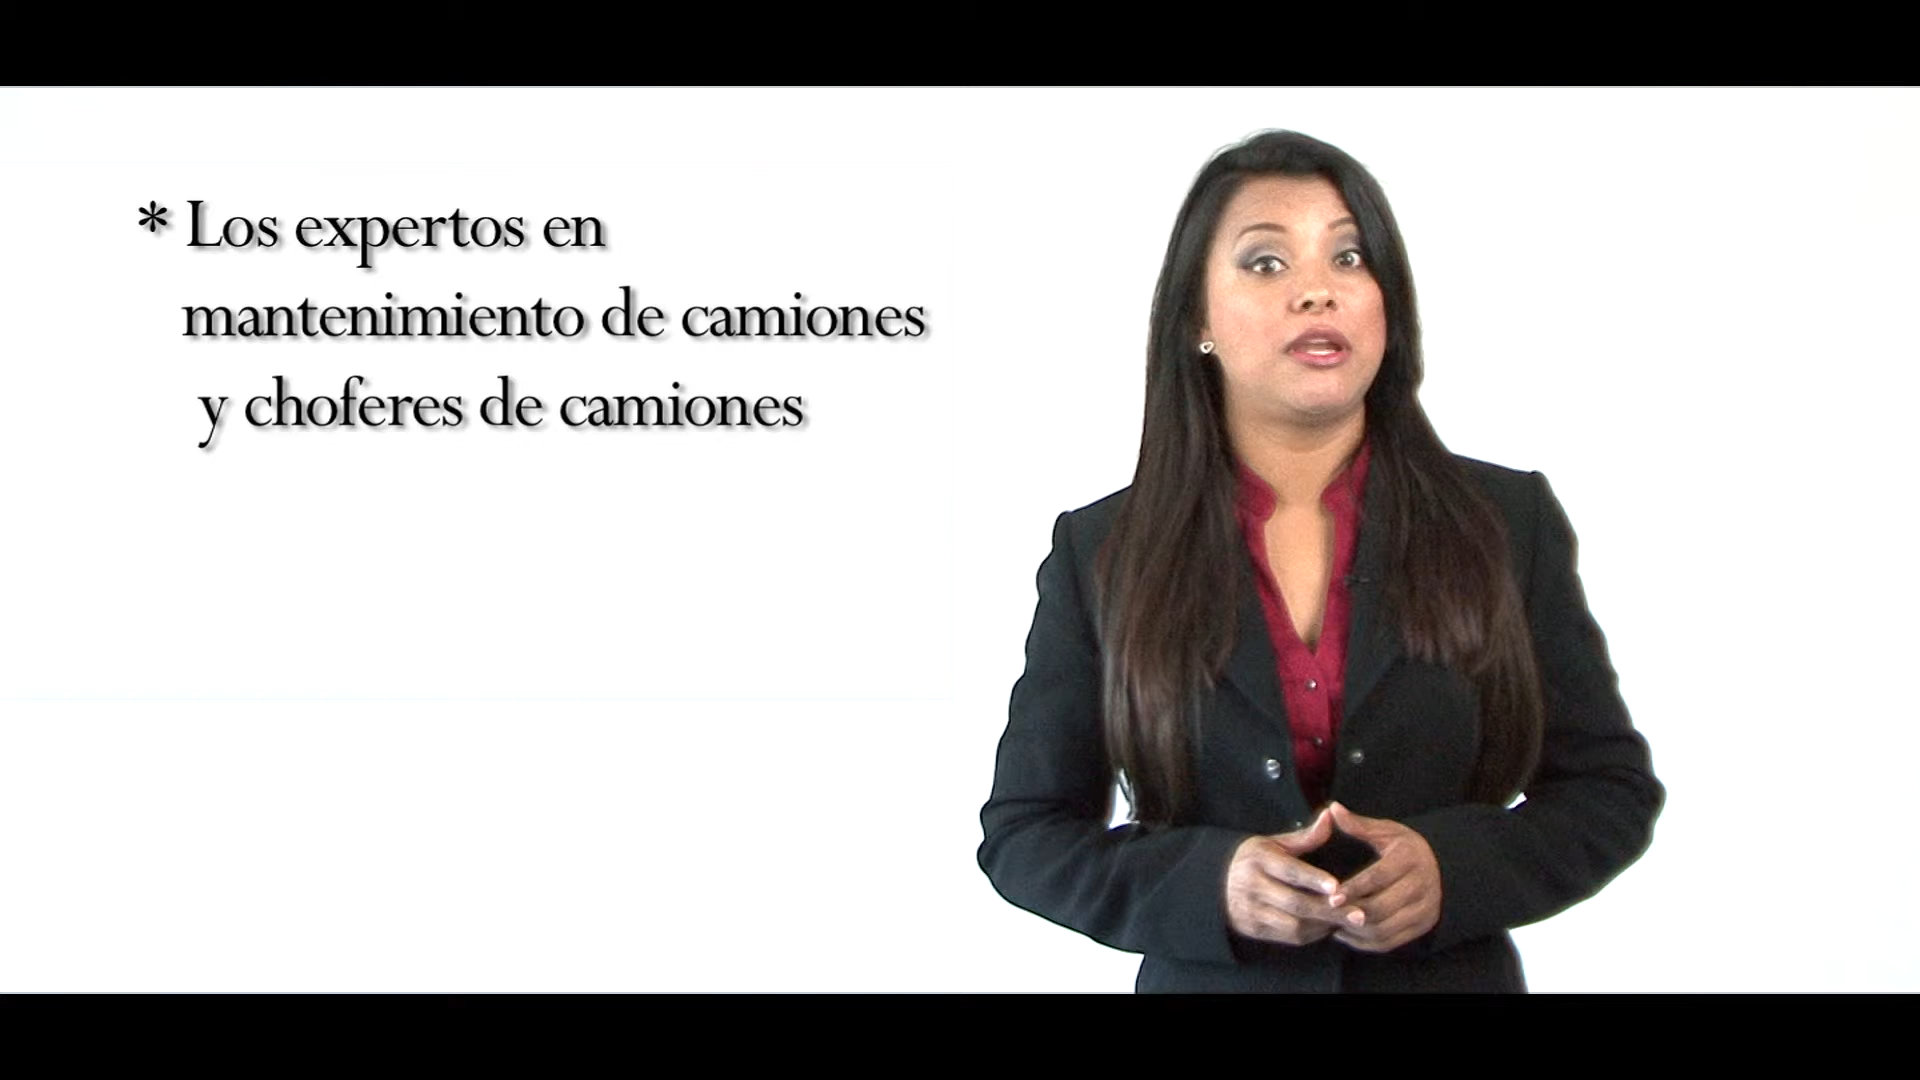 * Los expertos en
mantenimiento de camiones
y choferes de camiones